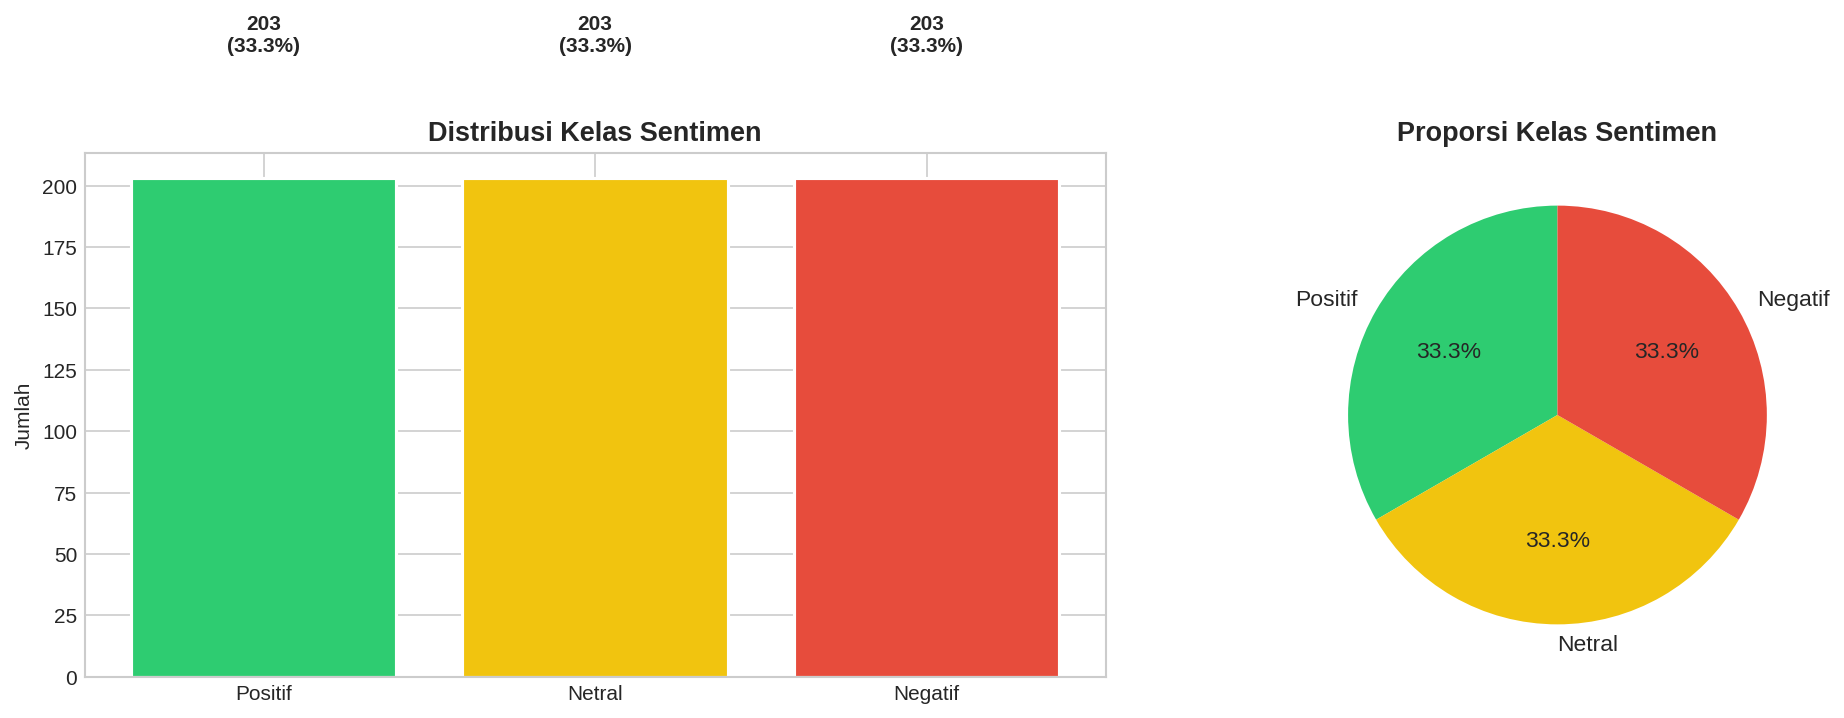 203
(33.3%)
203
(33.3%)
203
(33.3%)
Distribusi Kelas Sentimen
Jumlah
200
175
150
125
100
75
50
25
0
Positif
Netral
Negatif
Proporsi Kelas Sentimen
Positif
33.3%
Negatif
33.3%
33.3%
Netral